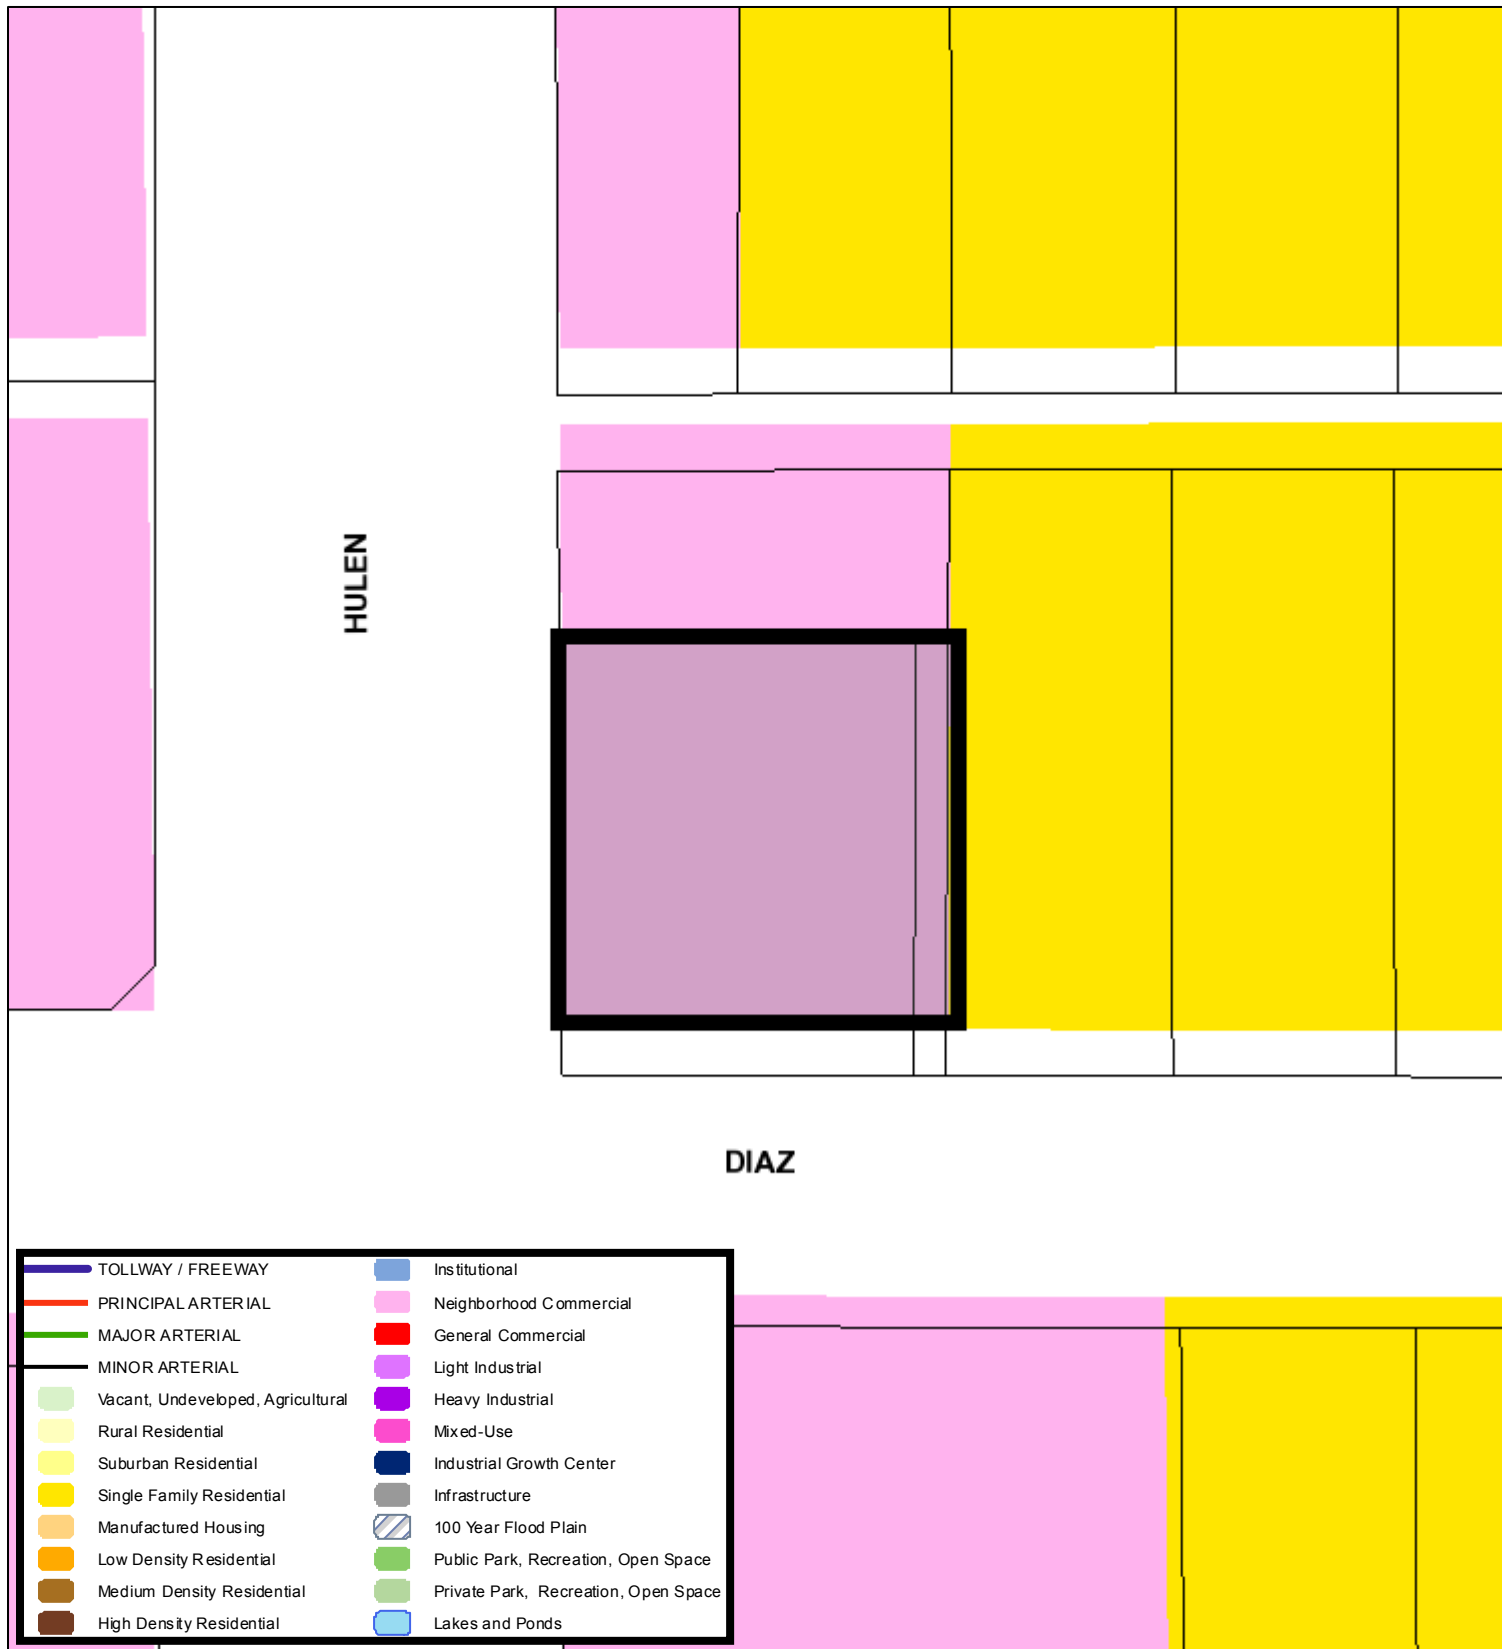 HULEN
DIAZ
TOLLWAY / FREEWAY
PRINCIPAL ARTERIAL
MAJOR ARTERIAL
MINOR ARTERIAL
Vacant, Undeveloped, Agricultural
Rural Residential
Suburban Residential
Single Family Residential
Manufactured Housing
Low Density Residential
Medium Density Residential
High Density Residential
Institutional
Neighborhood Commercial
General Commercial
Light Industrial
Heavy Industrial
Mixed-Use
Industrial Growth Center
Infrastructure
100 Year Flood Plain
Public Park, Recreation, Open Space
Private Park, Recreation, Open Space
Lakes and Ponds